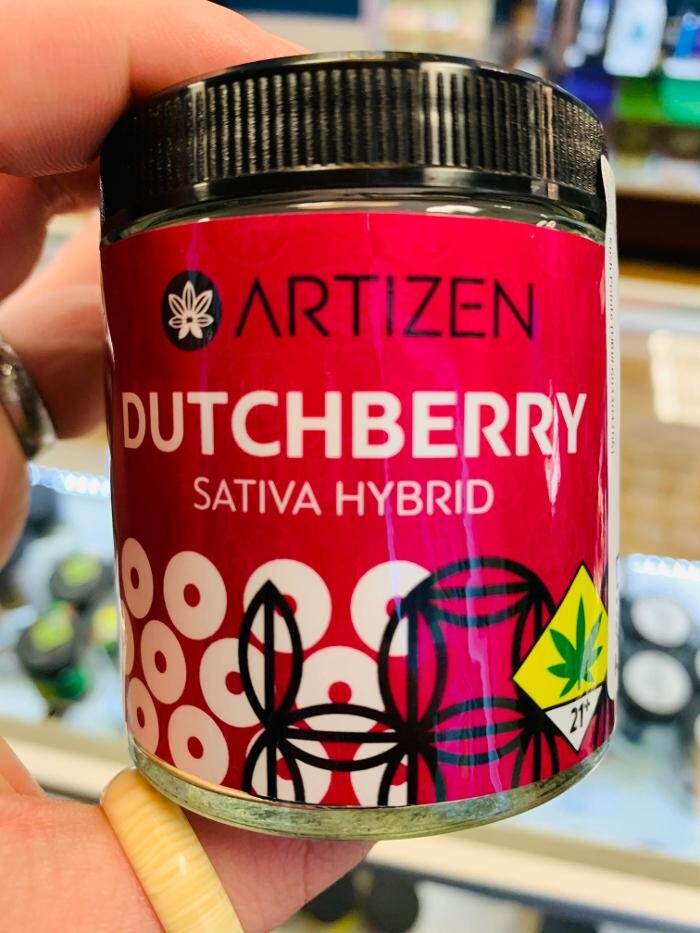 ARTIZEN
DUTCHBERRY
SATIVA HYBRID
21+